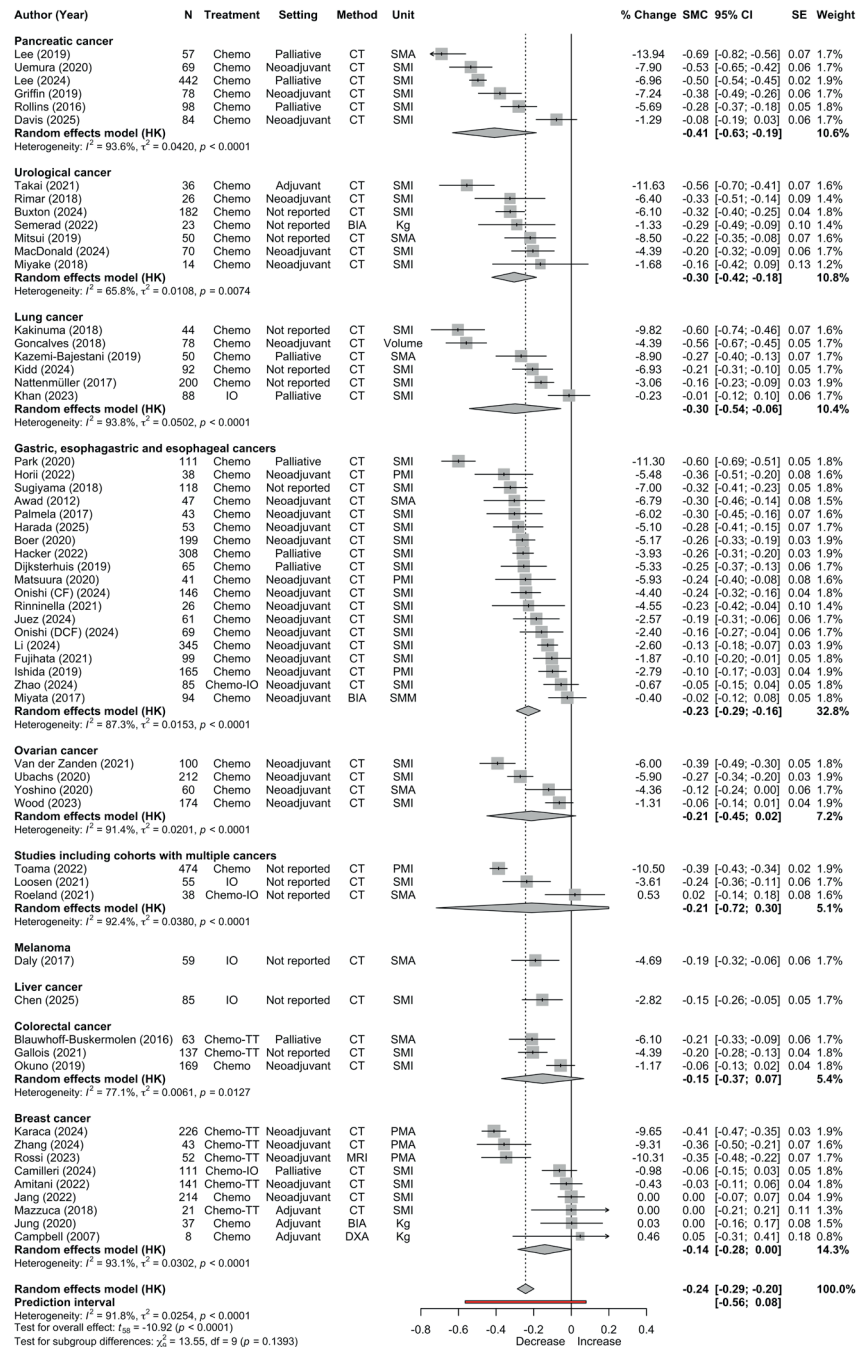 Author (Year) N Treatment Setting Method Unit % Change SMC 95% CI SE Weight
Pancreatic cancer
Lee (2019) 57 Chemo Palliative CT SMA -13.94 -0.69 [-0.82; -0.56] 0.07 1.7%
Uemura (2020) 69 Chemo Neoadjuvant CT SMI -7.90 -0.53 [-0.65; -0.42] 0.06 1.7%
Lee (2024) 442 Chemo Palliative CT SMI -6.96 -0.50 [-0.54; -0.45] 0.02 1.9%
Griffin (2019) 78 Chemo Neoadjuvant CT SMI -7.24 -0.38 [-0.49; -0.26] 0.06 1.7%
Rollins (2016) 98 Chemo Palliative CT SMI -5.69 -0.28 [-0.37; -0.18] 0.05 1.8%
Davis (2025) 84 Chemo Neoadjuvant CT SMI -1.29 -0.08 [-0.19; 0.03] 0.06 1.7%
Random effects model (HK) -0.41 [-0.63; -0.19] 10.6%
Heterogeneity: I² = 93.6%, τ² = 0.0420, p < 0.0001
Urological cancer
Takai (2021) 36 Chemo Adjuvant CT SMI -11.63 -0.56 [-0.70; -0.41] 0.07 1.6%
Rimar (2018) 26 Chemo Neoadjuvant CT SMI -6.40 -0.33 [-0.51; -0.14] 0.09 1.4%
Buxton (2024) 182 Chemo Not reported CT SMI -6.10 -0.32 [-0.40; -0.25] 0.04 1.9%
Semerad (2022) 23 Chemo Not reported BIA Kg -1.33 -0.29 [-0.49; -0.09] 0.10 1.4%
Mitsui (2019) 50 Chemo Not reported CT SMA -8.50 -0.22 [-0.35; -0.08] 0.07 1.7%
MacDonald (2024) 70 Chemo Neoadjuvant CT SMI -4.39 -0.20 [-0.32; -0.09] 0.06 1.7%
Miyake (2018) 14 Chemo Neoadjuvant CT SMI -1.68 -0.16 [-0.42; 0.09] 0.13 1.2%
Random effects model (HK) -0.30 [-0.42; -0.18] 10.8%
Heterogeneity: I² = 65.8%, τ² = 0.0108, p = 0.0074
Lung cancer
Kakinuma (2018) 44 Chemo Not reported CT SMI -9.82 -0.60 [-0.74; -0.46] 0.07 1.6%
Goncalves (2018) 78 Chemo Neoadjuvant CT Volume -4.39 -0.56 [-0.67; -0.45] 0.05 1.7%
Kazemi-Bajestani (2019) 50 Chemo Palliative CT SMA -8.90 -0.27 [-0.40; -0.13] 0.07 1.7%
Kidd (2024) 92 Chemo Not reported CT SMI -6.93 -0.21 [-0.31; -0.10] 0.05 1.7%
Nattenmüller (2017) 200 Chemo Not reported CT SMI -3.06 -0.16 [-0.23; -0.09] 0.03 1.9%
Khan (2023) 88 IO Palliative CT SMI -0.23 -0.01 [-0.12; 0.10] 0.06 1.7%
Random effects model (HK) -0.30 [-0.54; -0.06] 10.4%
Heterogeneity: I² = 93.8%, τ² = 0.0502, p < 0.0001
Gastric, esophagastric and esophageal cancers
Park (2020) 111 Chemo Palliative CT SMI -11.30 -0.60 [-0.69; -0.51] 0.05 1.8%
Horii (2022) 38 Chemo Neoadjuvant CT PMI -5.48 -0.36 [-0.51; -0.20] 0.08 1.6%
Sugiyama (2018) 118 Chemo Not reported CT SMI -7.00 -0.32 [-0.41; -0.23] 0.05 1.8%
Awad (2012) 47 Chemo Neoadjuvant CT SMA -6.79 -0.30 [-0.46; -0.14] 0.08 1.5%
Palmela (2017) 43 Chemo Neoadjuvant CT SMI -6.02 -0.30 [-0.45; -0.16] 0.07 1.6%
Harada (2025) 53 Chemo Neoadjuvant CT SMI -5.10 -0.28 [-0.41; -0.15] 0.07 1.7%
Boer (2020) 199 Chemo Neoadjuvant CT SMI -5.17 -0.26 [-0.33; -0.19] 0.03 1.9%
Hacker (2022) 308 Chemo Palliative CT SMI -3.93 -0.26 [-0.31; -0.20] 0.03 1.9%
Dijksterhuis (2019) 65 Chemo Palliative CT SMI -5.33 -0.25 [-0.37; -0.13] 0.06 1.7%
Matsuura (2020) 41 Chemo Neoadjuvant CT PMI -5.93 -0.24 [-0.40; -0.08] 0.08 1.6%
Onishi (CF) (2024) 146 Chemo Neoadjuvant CT SMI -4.40 -0.24 [-0.32; -0.16] 0.04 1.8%
Rinninella (2021) 26 Chemo Neoadjuvant CT SMI -4.55 -0.23 [-0.42; -0.04] 0.10 1.4%
Juez (2024) 61 Chemo Neoadjuvant CT SMI -2.57 -0.19 [-0.31; -0.06] 0.06 1.7%
Onishi (DCF) (2024) 69 Chemo Neoadjuvant CT SMI -2.40 -0.16 [-0.27; -0.04] 0.06 1.7%
Li (2024) 345 Chemo Neoadjuvant CT SMI -2.60 -0.13 [-0.18; -0.07] 0.03 1.9%
Fujihata (2021) 99 Chemo Neoadjuvant CT SMI -1.87 -0.10 [-0.20; -0.01] 0.05 1.8%
Ishida (2019) 165 Chemo Neoadjuvant CT PMI -2.79 -0.10 [-0.17; -0.03] 0.04 1.9%
Zhao (2024) 85 Chemo-IO Neoadjuvant CT SMI -0.67 -0.05 [-0.15; 0.04] 0.05 1.8%
Miyata (2017) 94 Chemo Neoadjuvant BIA SMM -0.40 -0.02 [-0.12; 0.08] 0.05 1.8%
Random effects model (HK) -0.23 [-0.29; -0.16] 32.8%
Heterogeneity: I² = 87.3%, τ² = 0.0153, p < 0.0001
Ovarian cancer
Van der Zanden (2021) 100 Chemo Neoadjuvant CT SMI -6.00 -0.39 [-0.49; -0.30] 0.05 1.8%
Ubachs (2020) 212 Chemo Neoadjuvant CT SMI -5.90 -0.27 [-0.34; -0.20] 0.03 1.9%
Yoshino (2020) 60 Chemo Neoadjuvant CT SMA -4.36 -0.12 [-0.24; 0.00] 0.06 1.7%
Wood (2023) 174 Chemo Neoadjuvant CT SMI -1.31 -0.06 [-0.14; 0.01] 0.04 1.9%
Random effects model (HK) -0.21 [-0.45; 0.02] 7.2%
Heterogeneity: I² = 91.4%, τ² = 0.0201, p < 0.0001
Studies including cohorts with multiple cancers
Toama (2022) 474 Chemo Not reported CT PMI -10.50 -0.39 [-0.43; -0.34] 0.02 1.9%
Loosen (2021) 55 IO Not reported CT SMI -3.61 -0.24 [-0.36; -0.11] 0.06 1.7%
Roeland (2021) 38 Chemo-IO Not reported CT SMA 0.53 0.02 [-0.14; 0.18] 0.08 1.6%
Random effects model (HK) -0.21 [-0.72; 0.30] 5.1%
Heterogeneity: I² = 92.4%, τ² = 0.0380, p < 0.0001
Melanoma
Daly (2017) 59 IO Not reported CT SMA -4.69 -0.19 [-0.32; -0.06] 0.06 1.7%
Liver cancer
Chen (2025) 85 IO Not reported CT SMI -2.82 -0.15 [-0.26; -0.05] 0.05 1.7%
Colorectal cancer
Blauwhoff-Buskermolen (2016) 63 Chemo-TT Palliative CT SMA -6.10 -0.21 [-0.33; -0.09] 0.06 1.7%
Gallois (2021) 137 Chemo-TT Not reported CT SMI -4.39 -0.20 [-0.28; -0.13] 0.04 1.8%
Okuno (2019) 169 Chemo Neoadjuvant CT SMI -1.17 -0.06 [-0.13; 0.02] 0.04 1.8%
Random effects model (HK) -0.15 [-0.37; 0.07] 5.4%
Heterogeneity: I² = 77.1%, τ² = 0.0061, p = 0.0127
Breast cancer
Karaca (2024) 226 Chemo-TT Neoadjuvant CT PMA -9.65 -0.41 [-0.47; -0.35] 0.03 1.9%
Zhang (2024) 43 Chemo-TT Neoadjuvant CT PMA -9.31 -0.36 [-0.50; -0.21] 0.07 1.6%
Rossi (2023) 52 Chemo-TT Neoadjuvant MRI PMA -10.31 -0.35 [-0.48; -0.22] 0.07 1.7%
Camilleri (2024) 111 Chemo-IO Palliative CT SMI -0.98 -0.06 [-0.15; 0.03] 0.05 1.8%
Amitani (2022) 141 Chemo-TT Neoadjuvant CT SMI -0.43 -0.03 [-0.11; 0.06] 0.04 1.8%
Jang (2022) 214 Chemo Neoadjuvant CT SMI 0.00 0.00 [-0.07; 0.07] 0.04 1.9%
Mazzuca (2018) 21 Chemo-TT Adjuvant CT SMI 0.00 0.00 [-0.21; 0.21] 0.11 1.3%
Jung (2020) 37 Chemo Adjuvant BIA Kg 0.03 0.00 [-0.16; 0.17] 0.08 1.5%
Campbell (2007) 8 Chemo Adjuvant DXA Kg 0.46 0.05 [-0.31; 0.41] 0.18 0.8%
Random effects model (HK) -0.14 [-0.28; 0.00] 14.3%
Heterogeneity: I² = 93.1%, τ² = 0.0302, p < 0.0001
Random effects model (HK) -0.24 [-0.29; -0.20] 100.0%
Prediction interval [-0.56; 0.08]
Heterogeneity: I² = 91.8%, τ² = 0.0254, p < 0.0001
Test for overall effect: t₅₈ = -10.92 (p < 0.0001)
Test for subgroup differences: χ²₉ = 13.55, df = 9 (p = 0.1393)
-0.8 -0.6 -0.4 -0.2 0 0.2 0.4
Decrease Increase